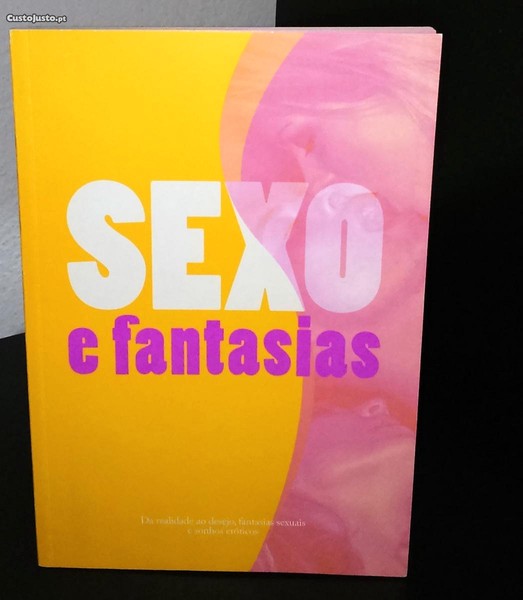 CustoJusto.pt
SEXO
e fantasias
Da realidade ao desejo, fantasias sexuais
e sonhos eróticos